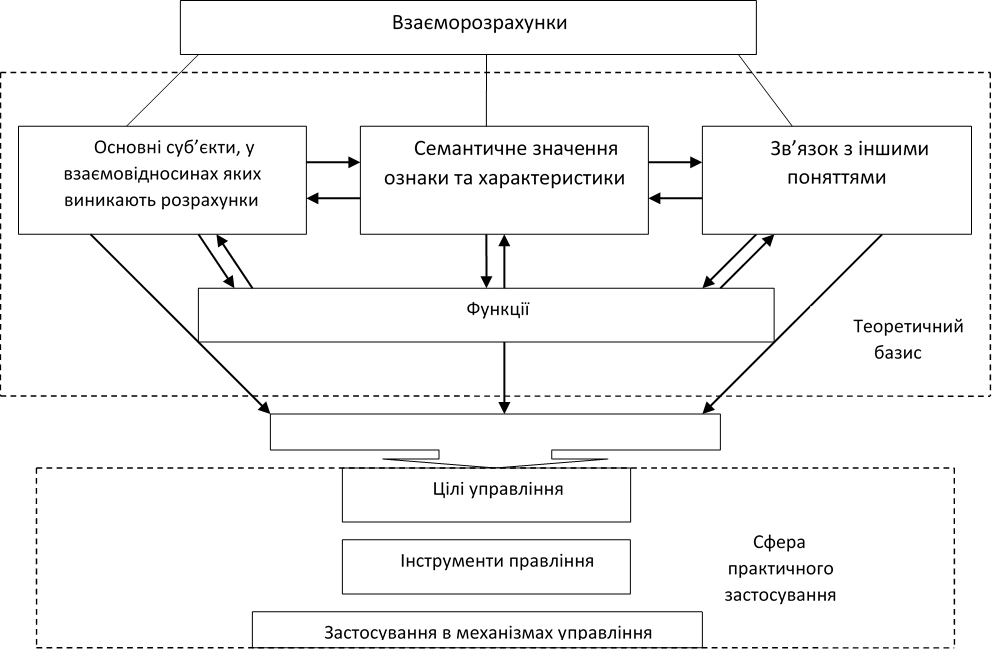 Взаєморозрахунки
Основні суб’єкти, у
взаємовідносинах яких
виникають розрахунки
Семантичне значення
ознаки та характеристики
Зв’язок з іншими
поняттями
Функції
Теоретичний
базис
Цілі управління
Інструменти правління
Сфера
практичного
застосування
Застосування в механізмах управління